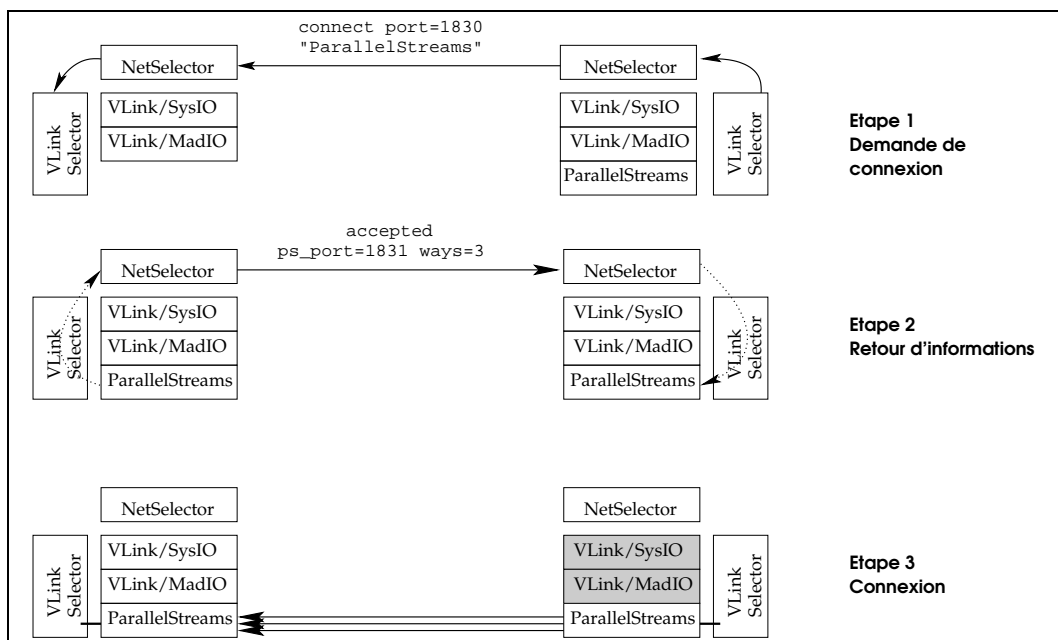 connect port=1830
"ParallelStreams"
NetSelector
NetSelector
VLink
Selector
VLink/SysIO
VLink/MadIO
VLink/SysIO
VLink/MadIO
ParallelStreams
VLink
Selector
Etape 1
Demande de
connexion
accepted
ps_port=1831 ways=3
NetSelector
NetSelector
VLink
Selector
VLink/SysIO
VLink/MadIO
ParallelStreams
VLink/SysIO
VLink/MadIO
ParallelStreams
VLink
Selector
Etape 2
Retour d'informations
NetSelector
NetSelector
VLink
Selector
VLink/SysIO
VLink/MadIO
ParallelStreams
VLink/SysIO
VLink/MadIO
ParallelStreams
VLink
Selector
Etape 3
Connexion